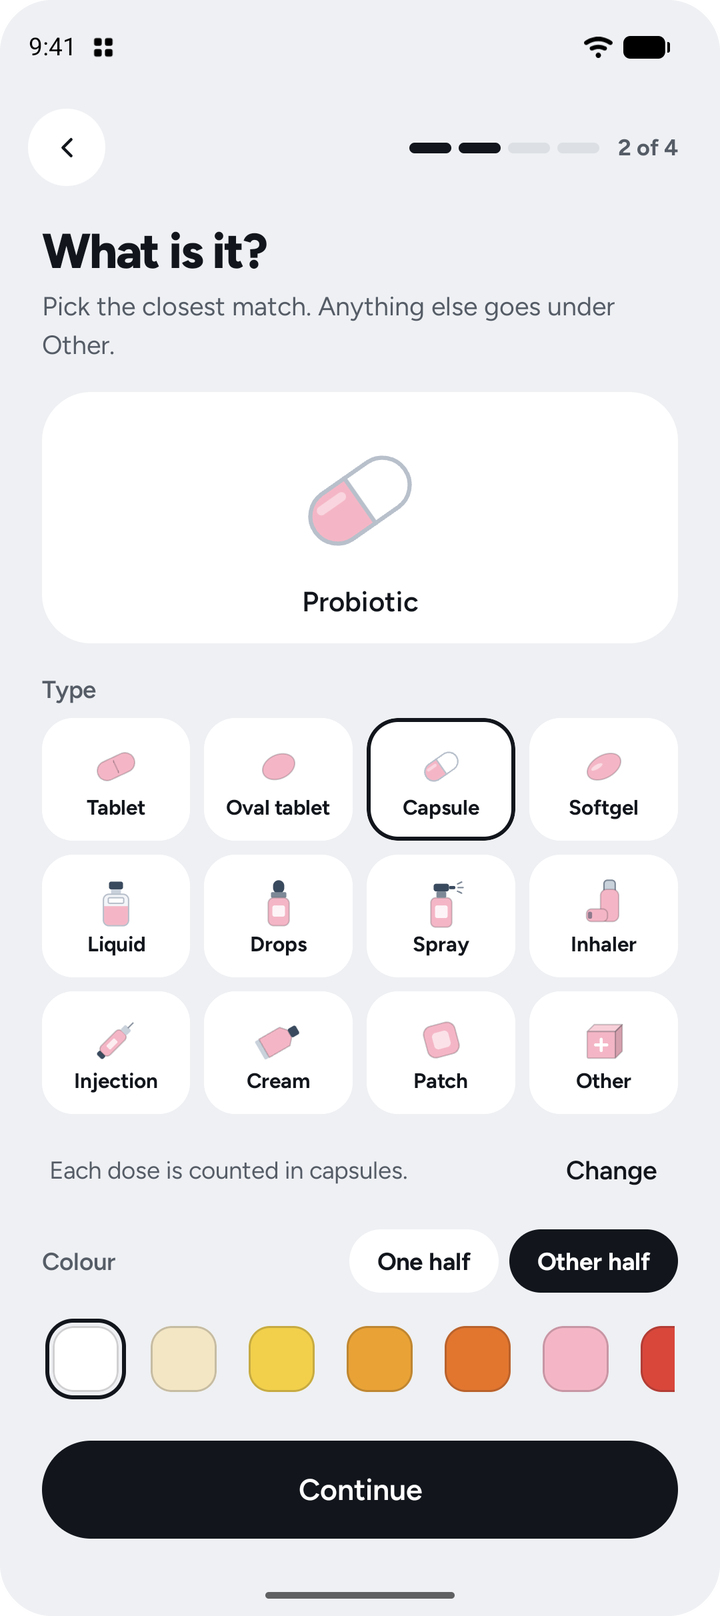 9:41
2 of 4
What is it?
Pick the closest match. Anything else goes under
Other.
Probiotic
Type
Tablet
Oval tablet
Capsule
Softgel
Liquid
Drops
Spray
Inhaler
Injection
Cream
Patch
Other
Each dose is counted in capsules.
Change
Colour
One half
Other half
Continue